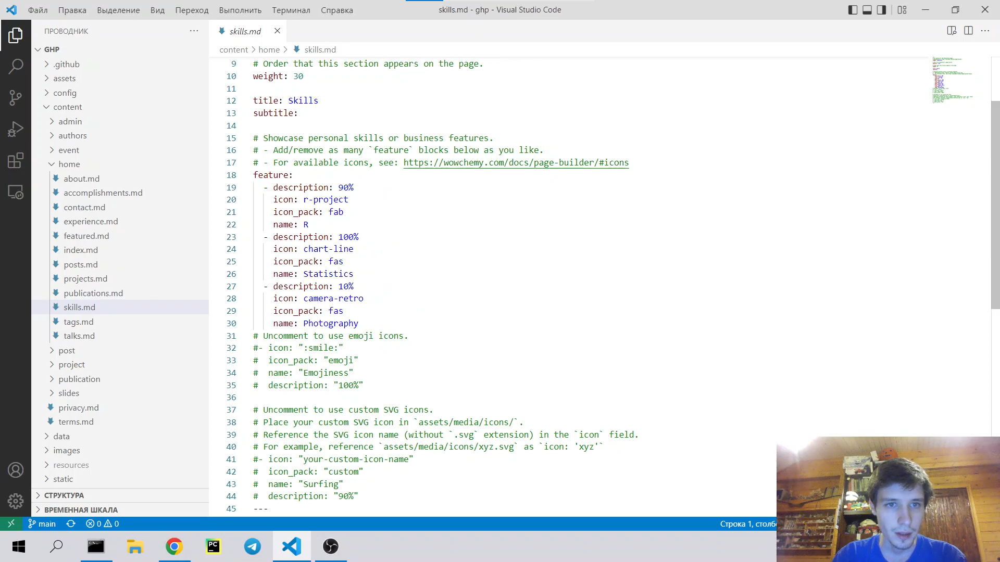 Файл Правка Выделение Вид Переход Выполнить Терминал Справка
skills.md - ghp - Visual Studio Code
ПРОВОДНИК
skills.md
GHP
content > home > skills.md
.github
assets
config
content
admin
authors
event
home
about.md
accomplishments.md
contact.md
experience.md
featured.md
index.md
posts.md
projects.md
publications.md
skills.md
tags.md
talks.md
post
project
publication
slides
privacy.md
terms.md
data
images
resources
static
СТРУКТУРА
ВРЕМЕННАЯ ШКАЛА
9 # Order that this section appears on the page.
10 weight: 30
11
12 title: Skills
13 subtitle:
14
15 # Showcase personal skills or business features.
16 # - Add/remove as many `feature` blocks below as you like.
17 # - For available icons, see: https://wowchemy.com/docs/page-builder/#icons
18 feature:
19 - description: 90%
20 icon: r-project
21 icon_pack: fab
22 name: R
23 - description: 100%
24 icon: chart-line
25 icon_pack: fas
26 name: Statistics
27 - description: 10%
28 icon: camera-retro
29 icon_pack: fas
30 name: Photography
31 # Uncomment to use emoji icons.
32 #- icon: ":smile:"
33 # icon_pack: "emoji"
34 # name: "Emojiness"
35 # description: "100%"
36
37 # Uncomment to use custom SVG icons.
38 # Place your custom SVG icon in `assets/media/icons/`.
39 # Reference the SVG icon name (without `.svg` extension) in the `icon` field.
40 # For example, reference `assets/media/icons/xyz.svg` as `icon: 'xyz'`
41 #- icon: "your-custom-icon-name"
42 # icon_pack: "custom"
43 # name: "Surfing"
44 # description: "90%"
45 ---
main 0 0
Строка 1, столб
PC